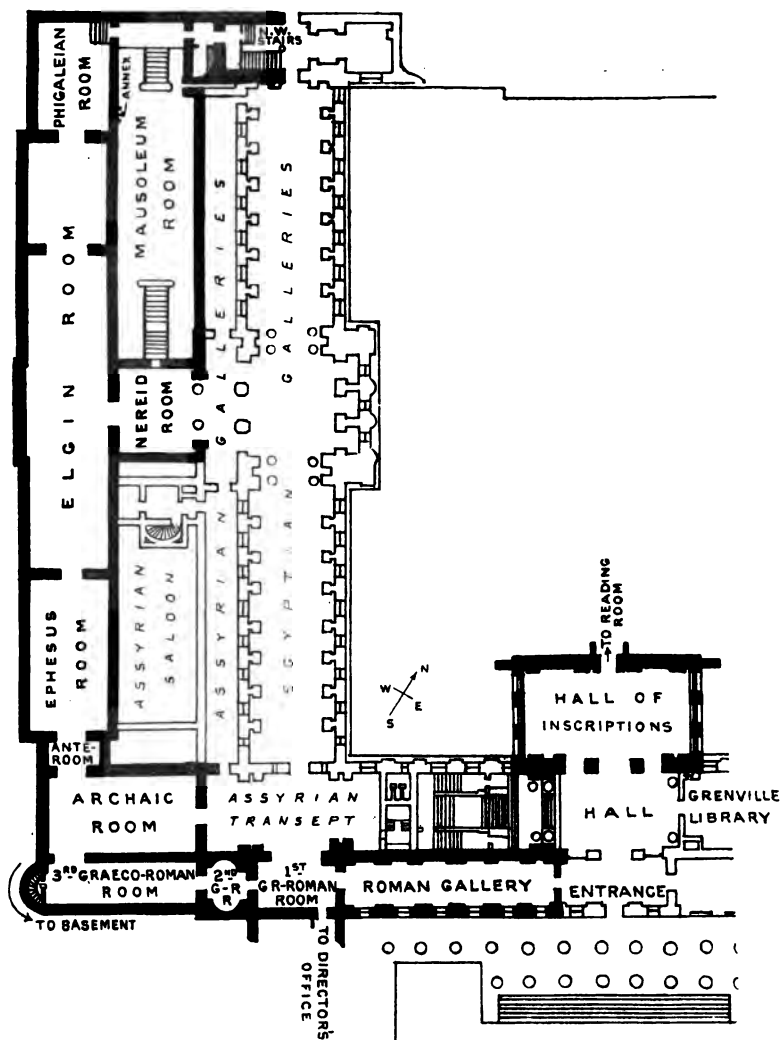 N.W.
STAIRS
PHIGALEIAN
ROOM
ANNEX
MAUSOLEUM
ROOM
GALLERIES
GALLERIES
ELGIN ROOM
NEREID
ROOM
ASSYRIAN
SALOON
ASSYRIAN
EGYPTIAN
EPHESUS
ROOM
N
W
E
S
TO READING
ROOM
HALL OF
INSCRIPTIONS
ANTE-
ROOM
ARCHAIC
ROOM
ASSYRIAN
TRANSEPT
HALL
GRENVILLE
LIBRARY
3RD GRAECO-ROMAN
ROOM
2ND
G-R
R
1ST
GR-ROMAN
ROOM
ROMAN GALLERY
ENTRANCE
TO BASEMENT
TO DIRECTOR'S
OFFICE